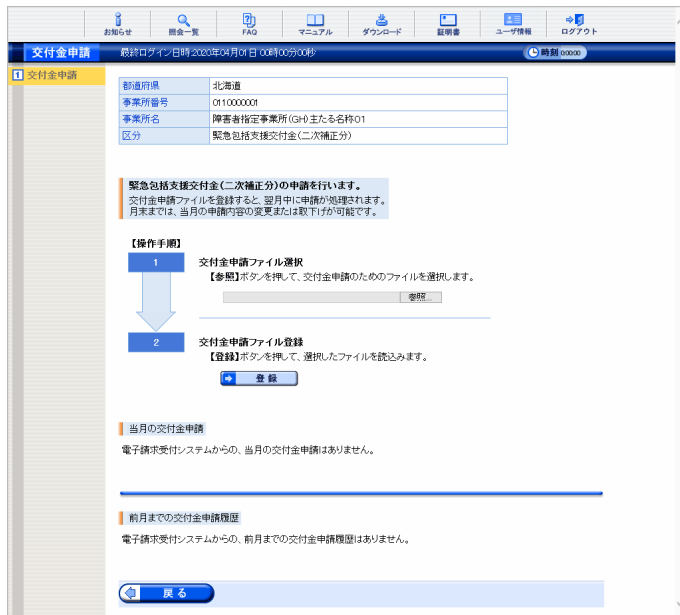 お知らせ 照会一覧 FAQ マニュアル ダウンロード 証明書 ユーザ情報 ログアウト
交付金申請 最終ログイン日時:2020年04月01日 00時00分00秒 時刻 00:00:00
1 交付金申請
都道府県 北海道
事業所番号 0110000001
事業所名 障害者指定事業所(GH)主たる名称01
区分 緊急包括支援交付金(二次補正分)
緊急包括支援交付金(二次補正分)の申請を行います。
交付金申請ファイルを登録すると、翌月中に申請が処理されます。
月末までは、当月の申請内容の変更または取下げが可能です。
【操作手順】
1 交付金申請ファイル選択
【参照】ボタンを押して、交付金申請のためのファイルを選択します。
参照...
2 交付金申請ファイル登録
【登録】ボタンを押して、選択したファイルを読込みます。
登 録
当月の交付金申請
電子請求受付システムからの、当月の交付金申請はありません。
前月までの交付金申請履歴
電子請求受付システムからの、前月までの交付金申請履歴はありません。
戻 る